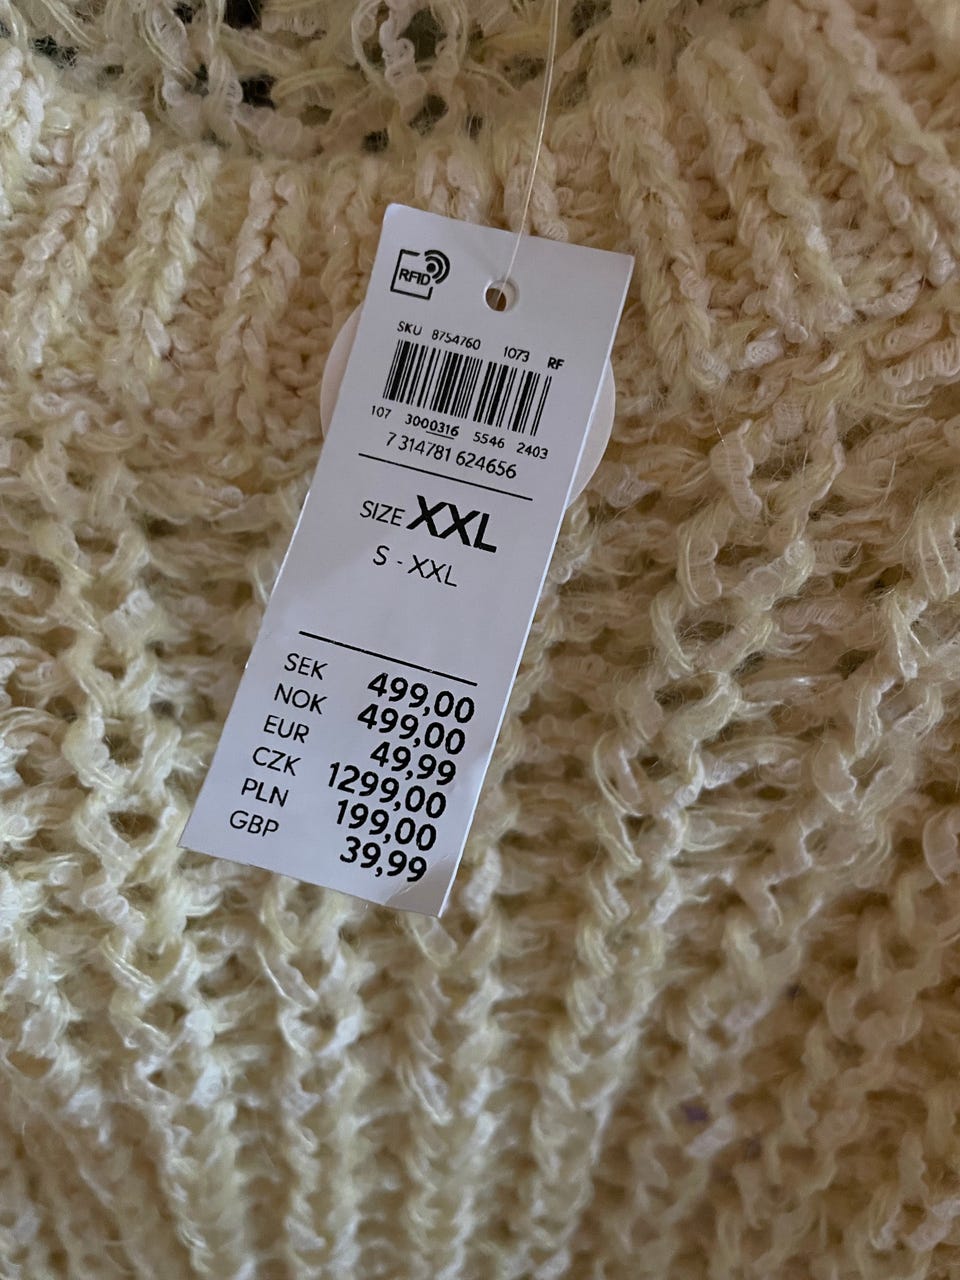 RFID
SKU 8754760 1073 RF
107 3000316 5546 2403
7 314781 624656
SIZE XXL
S - XXL
SEK 499,00
NOK 499,00
EUR 49,99
CZK 1299,00
PLN 199,00
GBP 39,99